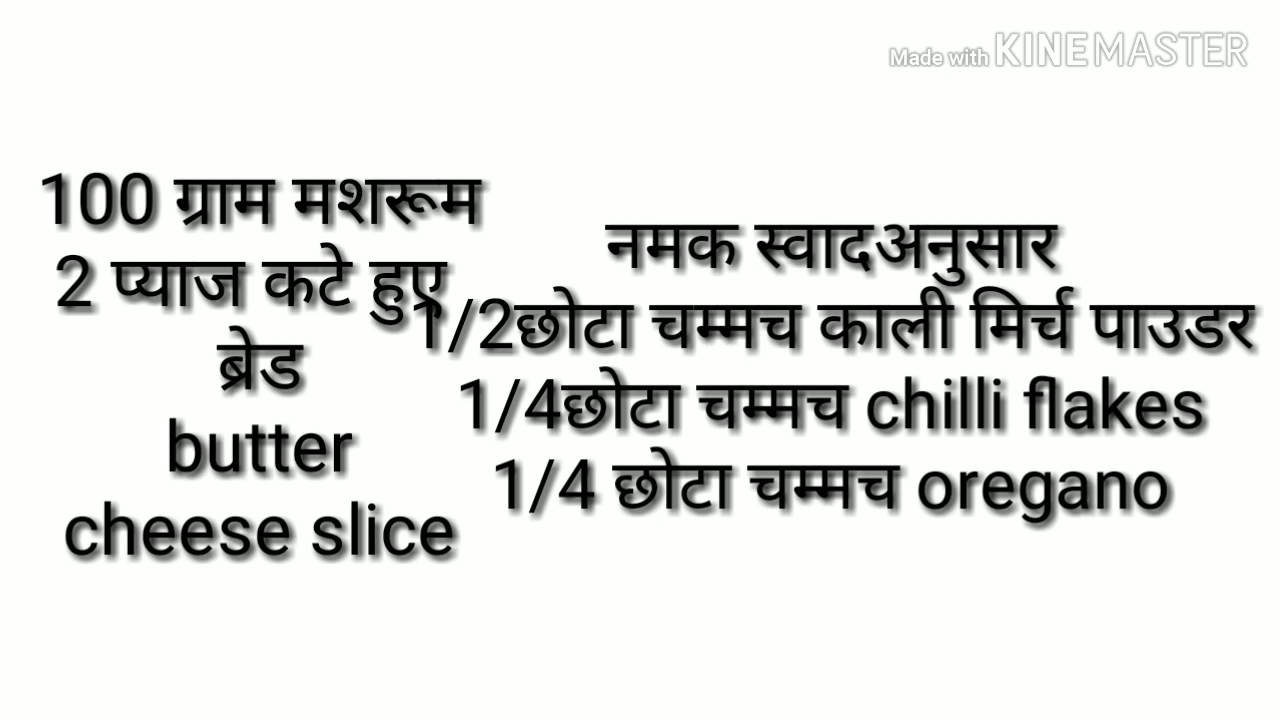 Made with KINEMASTER
100 ग्राम मशरूम
2 प्याज कटे हुए
ब्रेड
butter
cheese slice
नमक स्वादअनुसार
1/2छोटा चम्मच काली मिर्च पाउडर
1/4छोटा चम्मच chilli flakes
1/4 छोटा चम्मच oregano